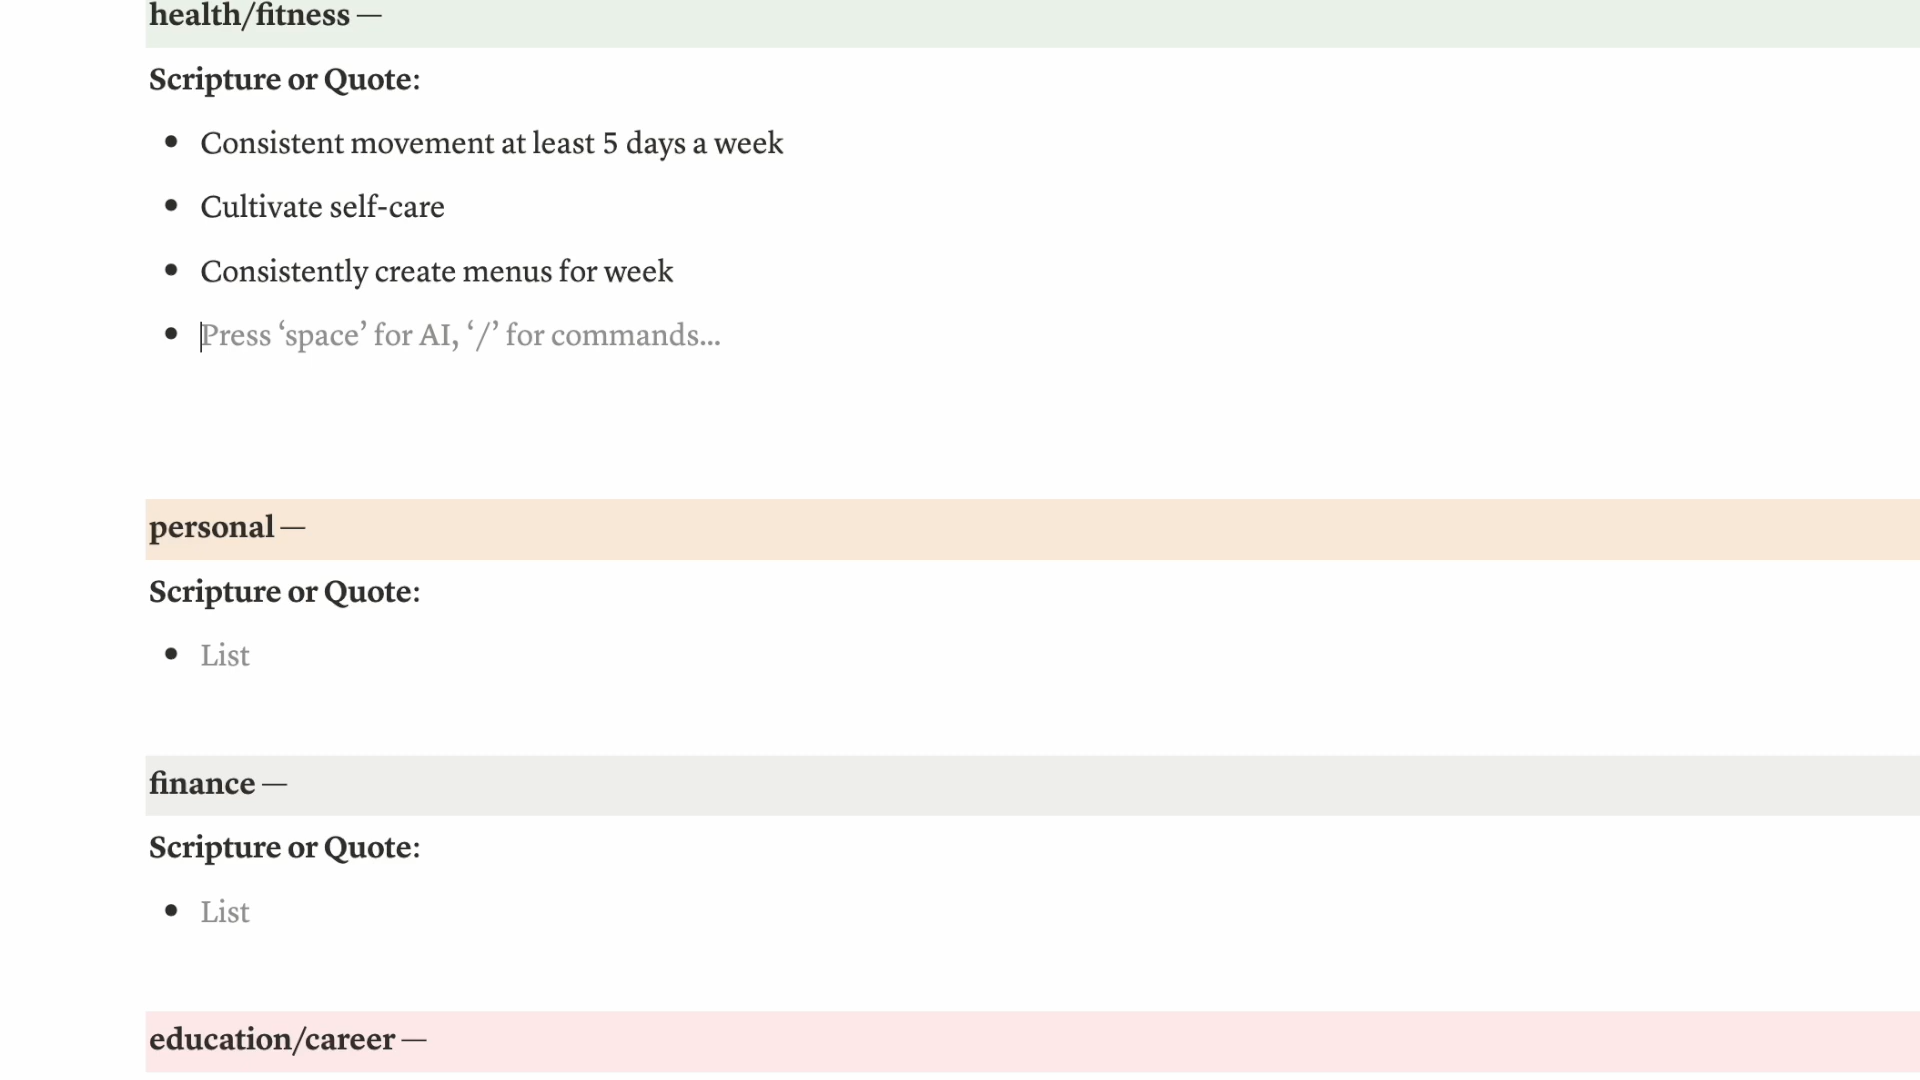 health/fitness —
Scripture or Quote:
• Consistent movement at least 5 days a week
• Cultivate self-care
• Consistently create menus for week
• Press ‘space’ for AI, ‘/’ for commands...
personal —
Scripture or Quote:
• List
finance —
Scripture or Quote:
• List
education/career —